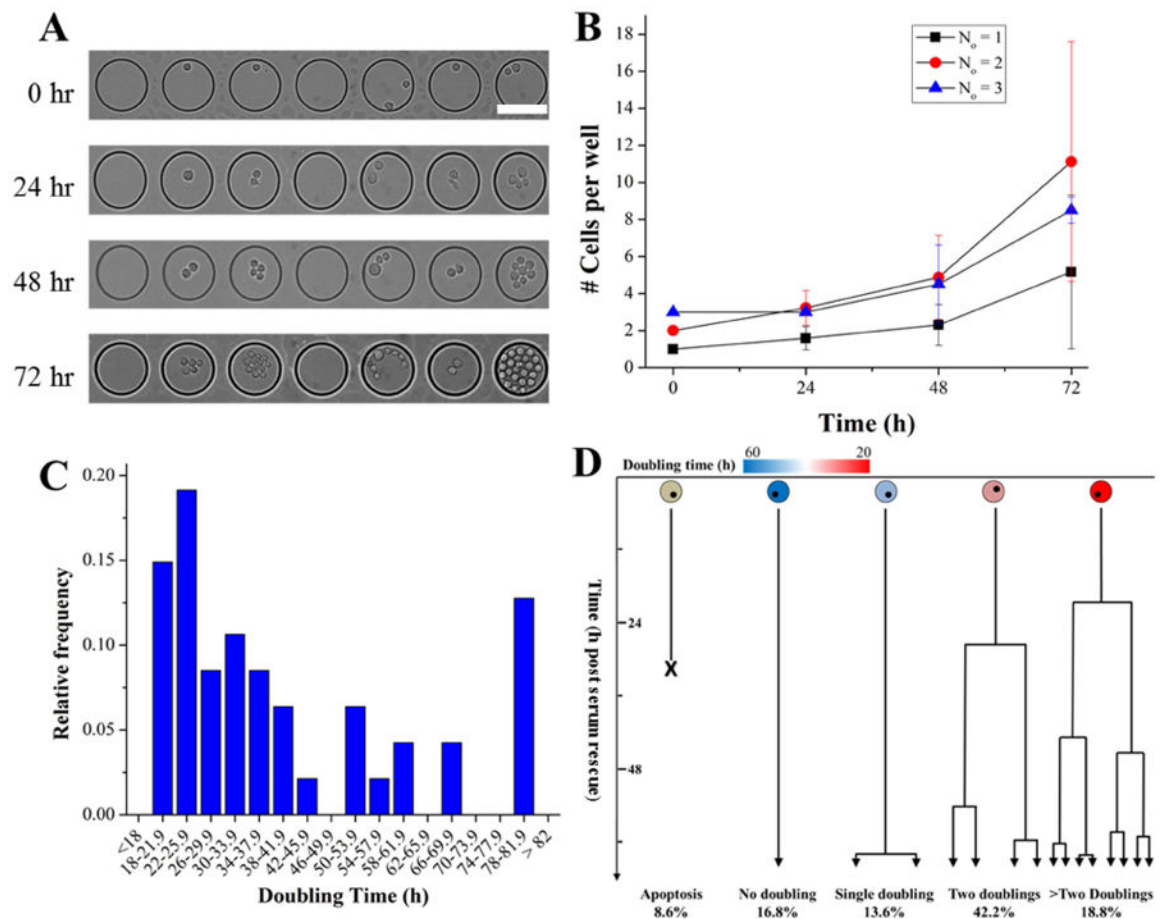 A
0 hr
24 hr
48 hr
72 hr
B
N_o = 1
N_o = 2
N_o = 3
18
16
14
12
10
8
6
4
2
0
# Cells per well
0 24 48 72
Time (h)
C
0.20
0.15
0.10
0.05
0.00
Relative frequency
<18
18-21.9
22-25.9
26-29.9
30-33.9
34-37.9
38-41.9
42-45.9
46-49.9
50-53.9
54-57.9
58-61.9
62-65.9
66-69.9
70-73.9
74-77.9
78-81.9
> 82
Doubling Time (h)
D
Doubling time (h) 60 20
Time (h post serum rescue)
24
48
X
Apoptosis No doubling Single doubling Two doublings >Two Doublings
8.6% 16.8% 13.6% 42.2% 18.8%